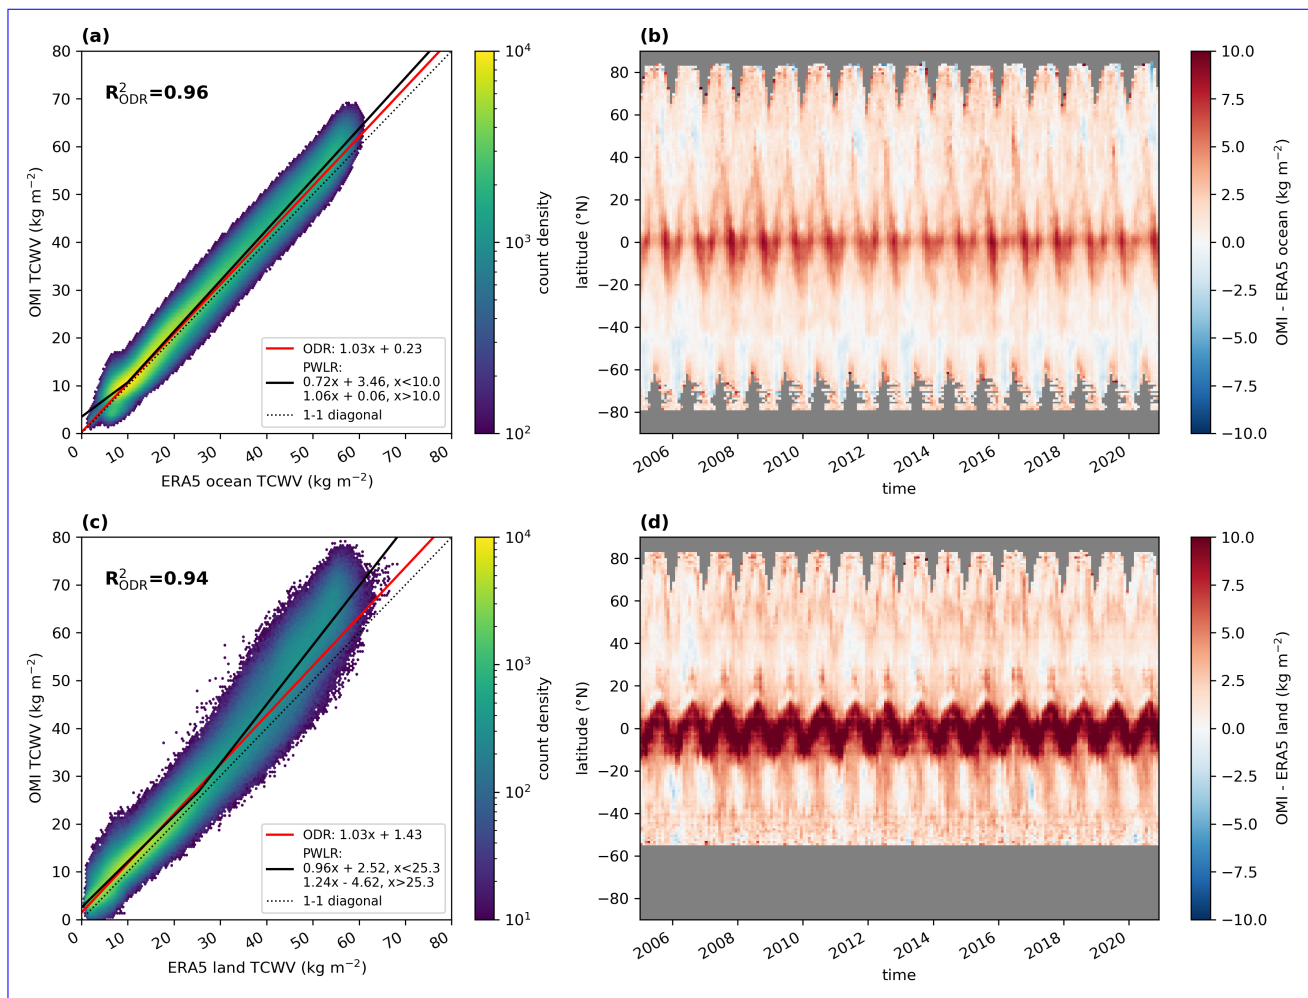 (a)
R²ODR=0.96
80
70
60
50
40
30
20
10
0
OMI TCWV (kg m⁻²)
0 10 20 30 40 50 60 70 80
ERA5 ocean TCWV (kg m⁻²)
ODR: 1.03x + 0.23
PWLR:
0.72x + 3.46, x<10.0
1.06x + 0.06, x>10.0
1-1 diagonal
10⁴
10³
10²
count density
(b)
80
60
40
20
0
−20
−40
−60
−80
latitude (°N)
2006 2008 2010 2012 2014 2016 2018 2020
time
10.0
7.5
5.0
2.5
0.0
−2.5
−5.0
−7.5
−10.0
OMI - ERA5 ocean (kg m⁻²)
(c)
R²ODR=0.94
80
70
60
50
40
30
20
10
0
OMI TCWV (kg m⁻²)
0 10 20 30 40 50 60 70 80
ERA5 land TCWV (kg m⁻²)
ODR: 1.03x + 1.43
PWLR:
0.96x + 2.52, x<25.3
1.24x - 4.62, x>25.3
1-1 diagonal
10⁴
10³
10²
10¹
count density
(d)
80
60
40
20
0
−20
−40
−60
−80
latitude (°N)
2006 2008 2010 2012 2014 2016 2018 2020
time
10.0
7.5
5.0
2.5
0.0
−2.5
−5.0
−7.5
−10.0
OMI - ERA5 land (kg m⁻²)